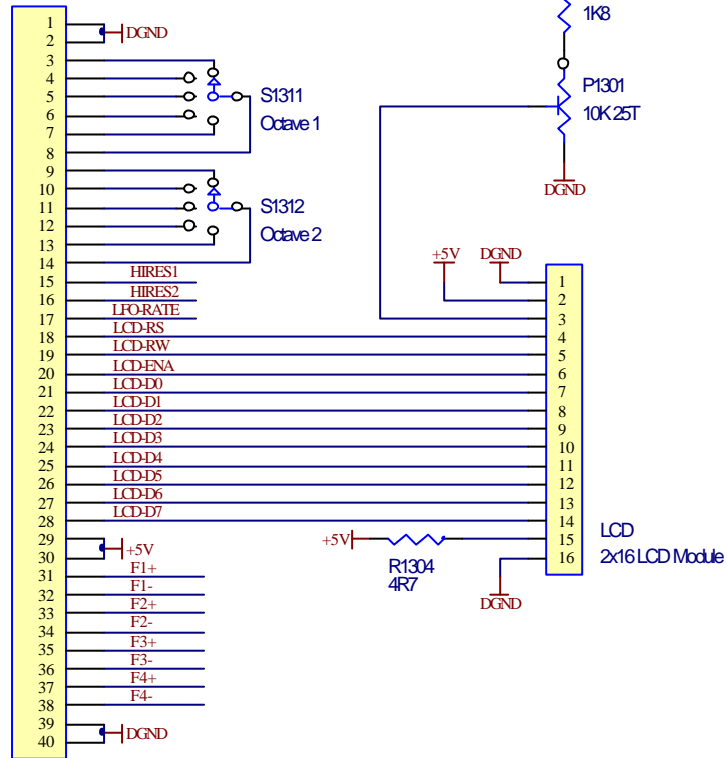 1
2
3
4
5
6
7
8
9
10
11
12
13
14
15
16
17
18
19
20
21
22
23
24
25
26
27
28
29
30
31
32
33
34
35
36
37
38
39
40
DGND
S1311
Octave 1
S1312
Octave 2
HIRES1
HIRES2
LFO-RATE
LCD-RS
LCD-RW
LCD-ENA
LCD-D0
LCD-D1
LCD-D2
LCD-D3
LCD-D4
LCD-D5
LCD-D6
LCD-D7
+5V
F1+
F1-
F2+
F2-
F3+
F3-
F4+
F4-
DGND
1K8
P1301
10K 25T
DGND
+5V
DGND
1
2
3
4
5
6
7
8
9
10
11
12
13
14
15
16
+5V
R1304
4R7
DGND
LCD
2x16 LCD Module